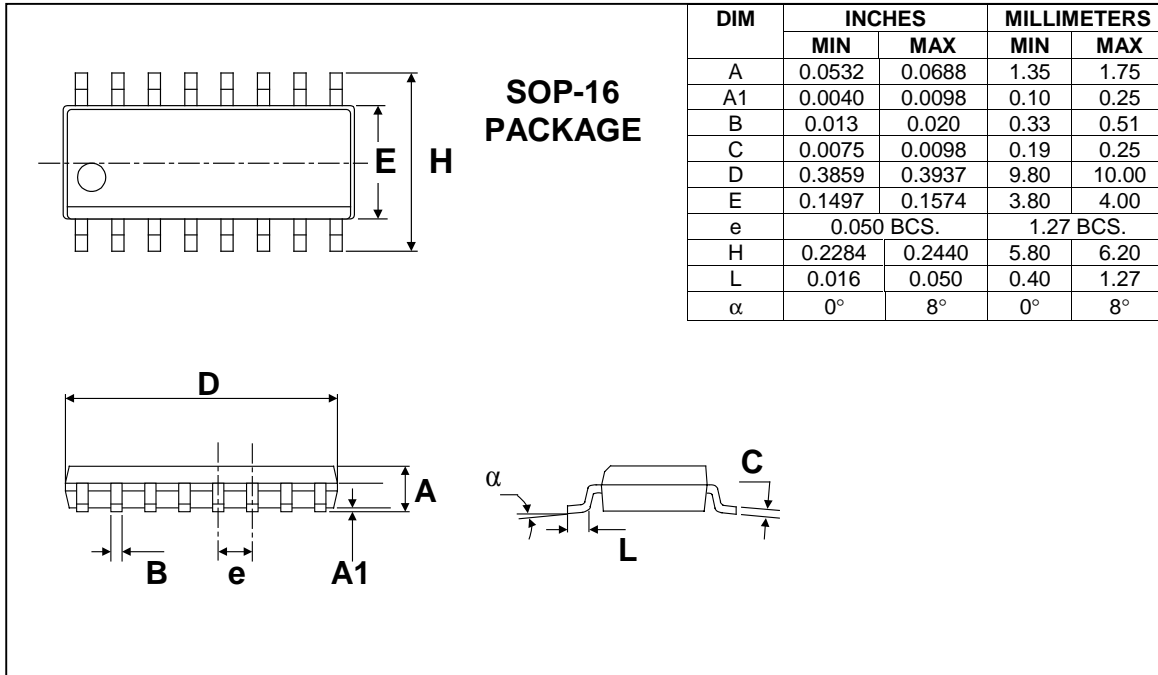 SOP-16
PACKAGE
DIM INCHES MILLIMETERS
MIN MAX MIN MAX
A 0.0532 0.0688 1.35 1.75
A1 0.0040 0.0098 0.10 0.25
B 0.013 0.020 0.33 0.51
C 0.0075 0.0098 0.19 0.25
D 0.3859 0.3937 9.80 10.00
E 0.1497 0.1574 3.80 4.00
e 0.050 BCS. 1.27 BCS.
H 0.2284 0.2440 5.80 6.20
L 0.016 0.050 0.40 1.27
α 0° 8° 0° 8°
E H
D
A
B e A1
α
C
L